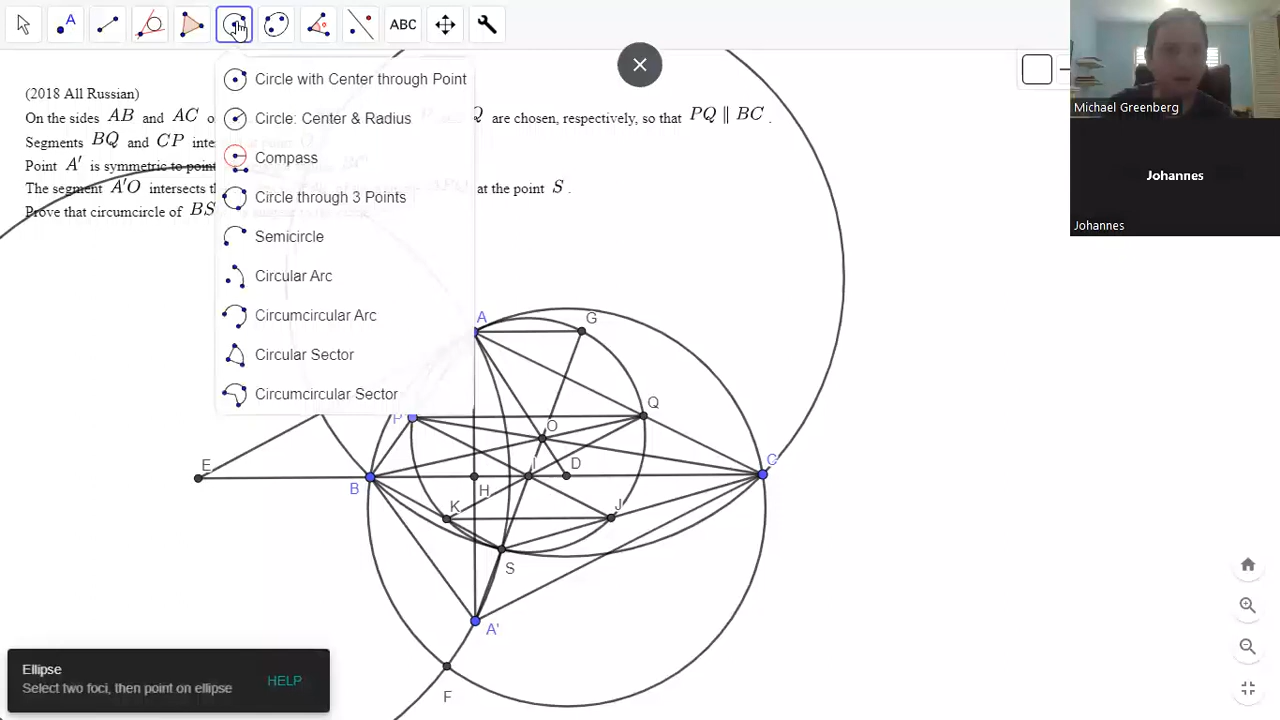 ABC
(2018 All Russian)
On the sides AB and AC o Q are chosen, respectively, so that PQ ∥ BC .
Segments BQ and CP inte
Point A′ is symmetric to point
The segment A′O intersects th at the point S .
Prove that circumcircle of BS
Circle with Center through Point
Circle: Center & Radius
Compass
Circle through 3 Points
Semicircle
Circular Arc
Circumcircular Arc
Circular Sector
Circumcircular Sector
Michael Greenberg
Johannes
Johannes
A
G
P
Q
O
E
B
H
I
D
C
K
J
S
A'
F
Ellipse
Select two foci, then point on ellipse
HELP